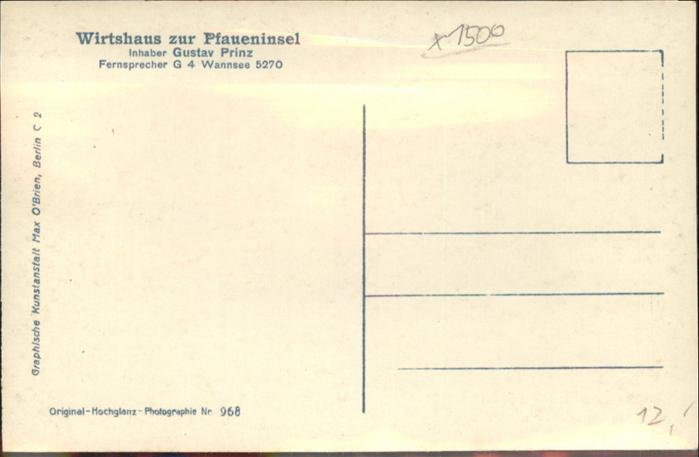 Wirtshaus zur Pfaueninsel
Inhaber Gustav Prinz
Fernsprecher G 4 Wannsee 5270
x1500
Graphische Kunstanstalt Max O'Brien, Berlin C 2
Original-Hochglanz-Photographie Nr. 968
12,